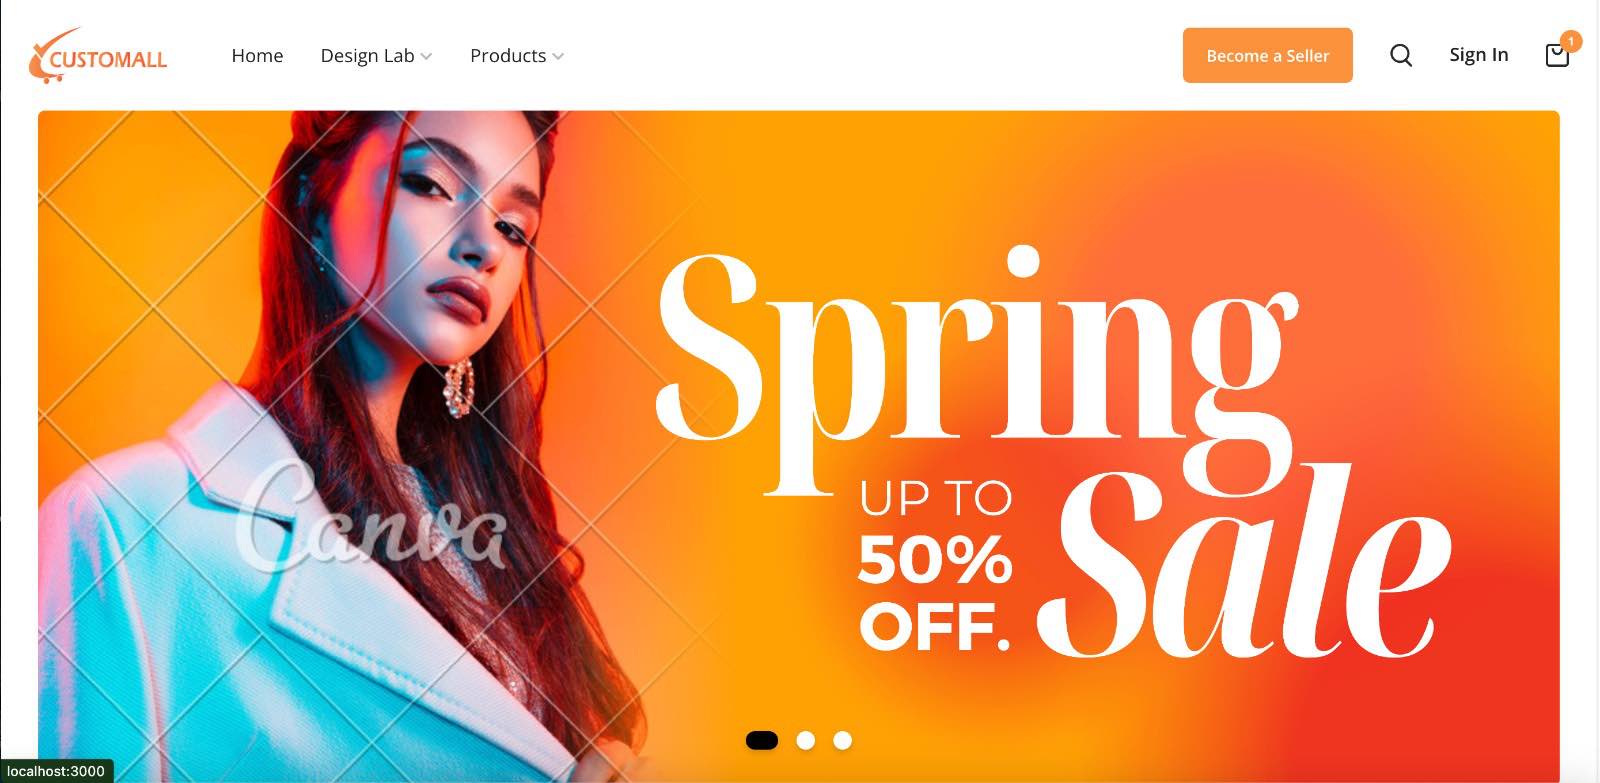 CUSTOMALL
Home
Design Lab
Products
Become a Seller
Sign In
1
Spring
UP TO
50%
OFF.
Sale
Canva
localhost:3000